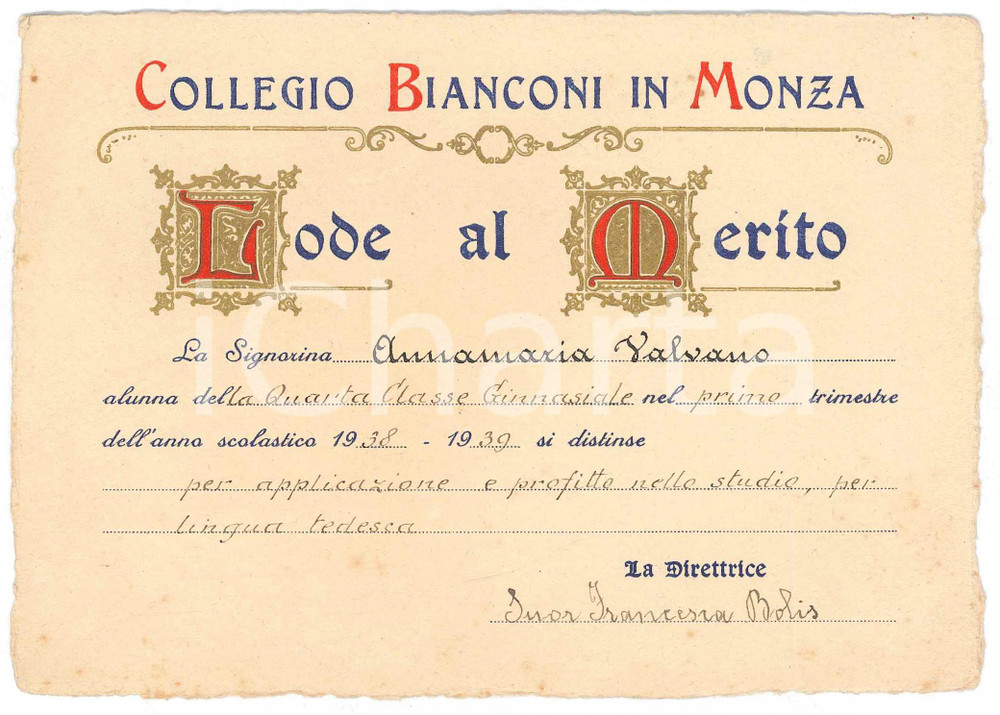 COLLEGIO BIANCONI IN MONZA
Lode al Merito
La Signorina Annamaria Valvano
alunna della Quarta Classe Ginnasiale nel primo trimestre
dell'anno scolastico 1938 - 1939 si distinse
per applicazione e profitto nello studio, per
lingua tedesca
La Direttrice
Suor Francesca Bolis
iCharta